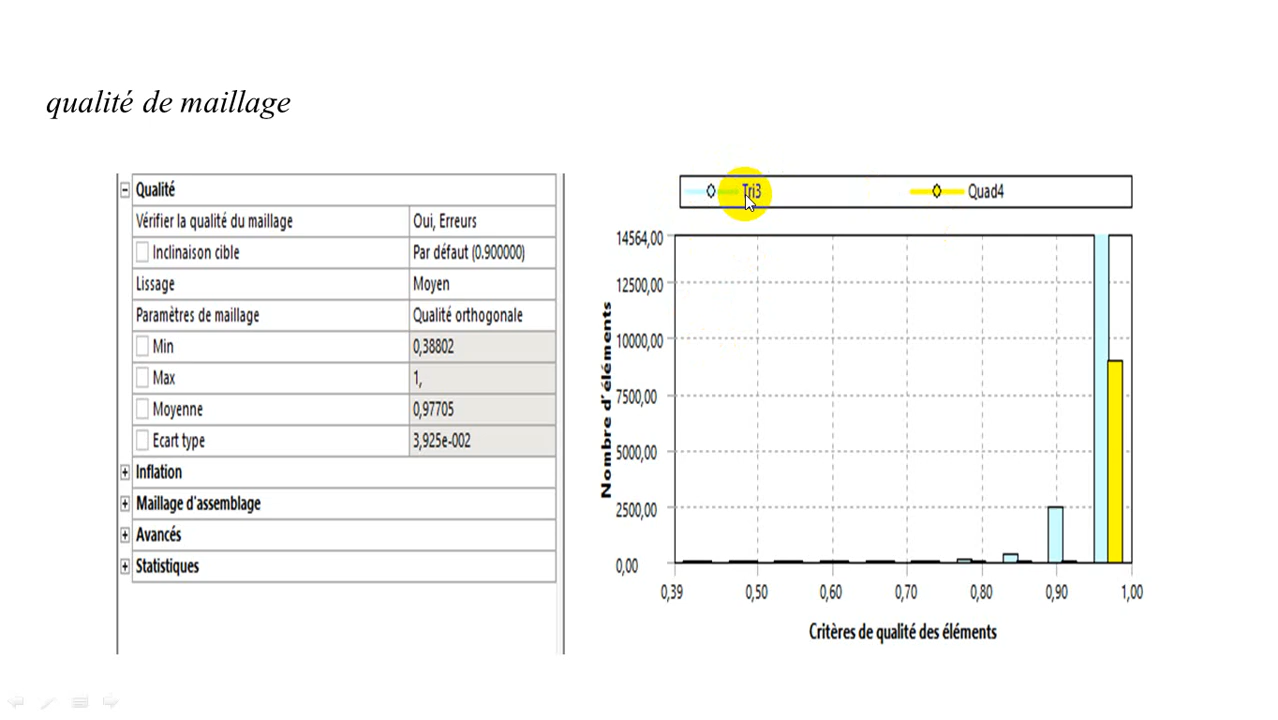 qualité de maillage
Qualité
Vérifier la qualité du maillage Oui, Erreurs
Inclinaison cible Par défaut (0.900000)
Lissage Moyen
Paramètres de maillage Qualité orthogonale
Min 0,38802
Max 1,
Moyenne 0,97705
Ecart type 3,925e-002
Inflation
Maillage d'assemblage
Avancés
Statistiques
Tri3 Quad4
14564,00
12500,00
10000,00
7500,00
5000,00
2500,00
0,00
Nombre d'éléments
0,39 0,50 0,60 0,70 0,80 0,90 1,00
Critères de qualité des éléments